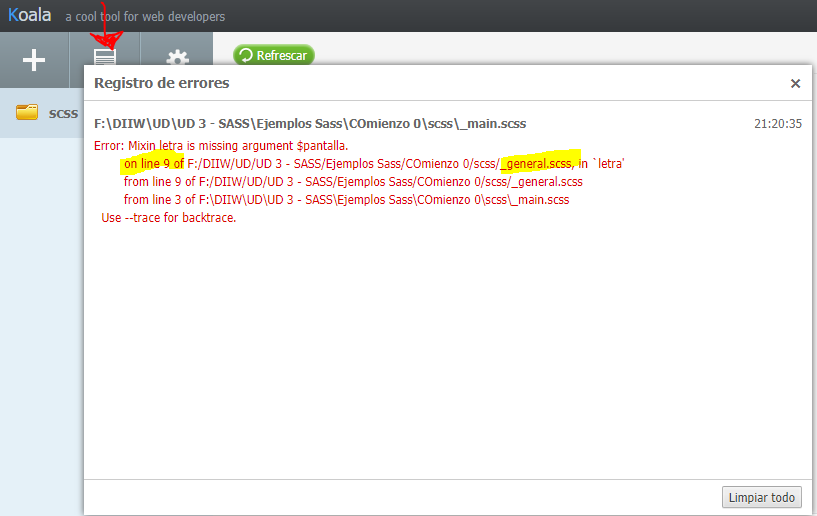 Koala a cool tool for web developers
Refrescar
scss
Registro de errores
F:\DIIW\UD\UD 3 - SASS\Ejemplos Sass\COmienzo 0\scss\_main.scss 21:20:35
Error: Mixin letra is missing argument $pantalla.
on line 9 of F:/DIIW/UD/UD 3 - SASS/Ejemplos Sass/COmienzo 0/scss/_general.scss, in `letra'
from line 9 of F:/DIIW/UD/UD 3 - SASS/Ejemplos Sass/COmienzo 0/scss/_general.scss
from line 3 of F:\DIIW\UD\UD 3 - SASS\Ejemplos Sass\COmienzo 0\scss\_main.scss
Use --trace for backtrace.
Limpiar todo